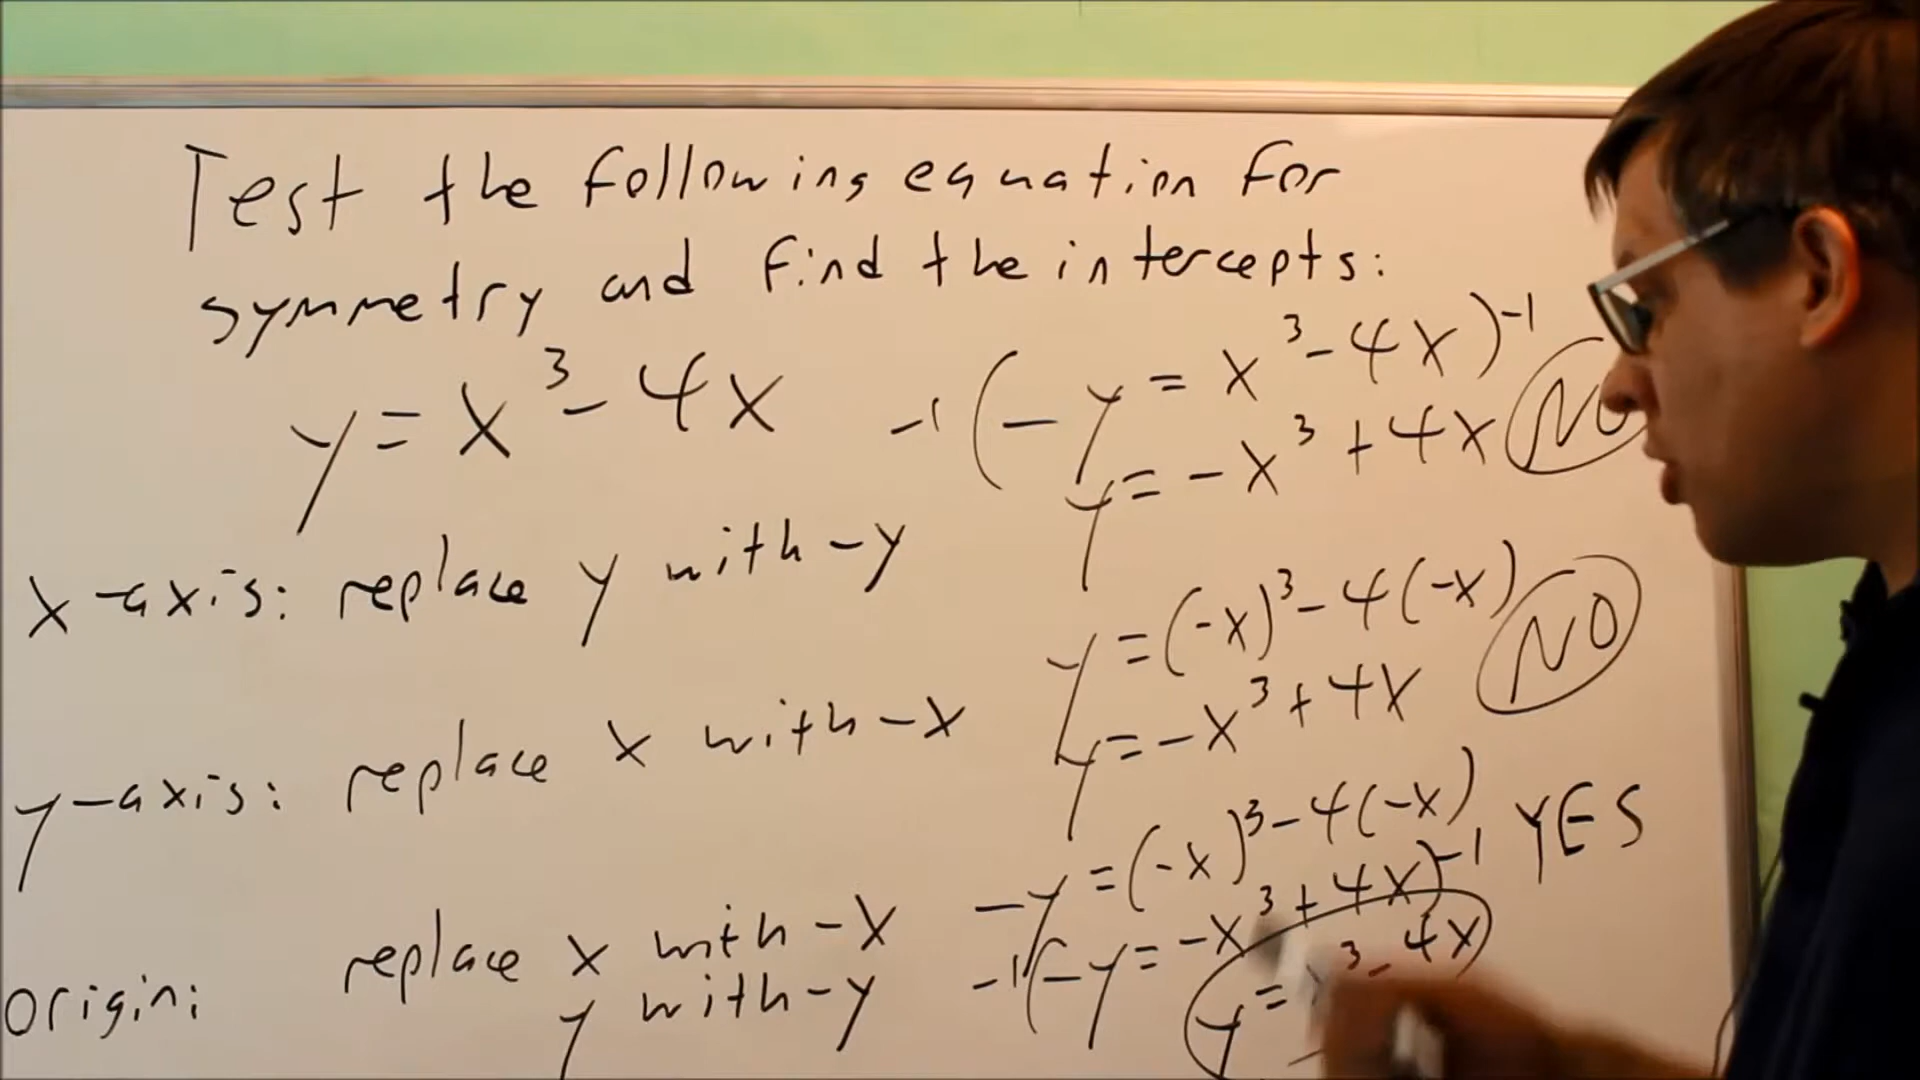 Test the following equation for
symmetry and find the intercepts:
y = x³ - 4x
-1(-y = x³ - 4x)-1
y = -x³ + 4x NO
x-axis: replace y with -y
y = (-x)³ - 4(-x)
y = -x³ + 4x NO
y-axis: replace x with -x
-y = (-x)³ - 4(-x) YES
-1(-y = -x³ + 4x)-1
y = x³ - 4x
origin: replace x with -x
y with -y